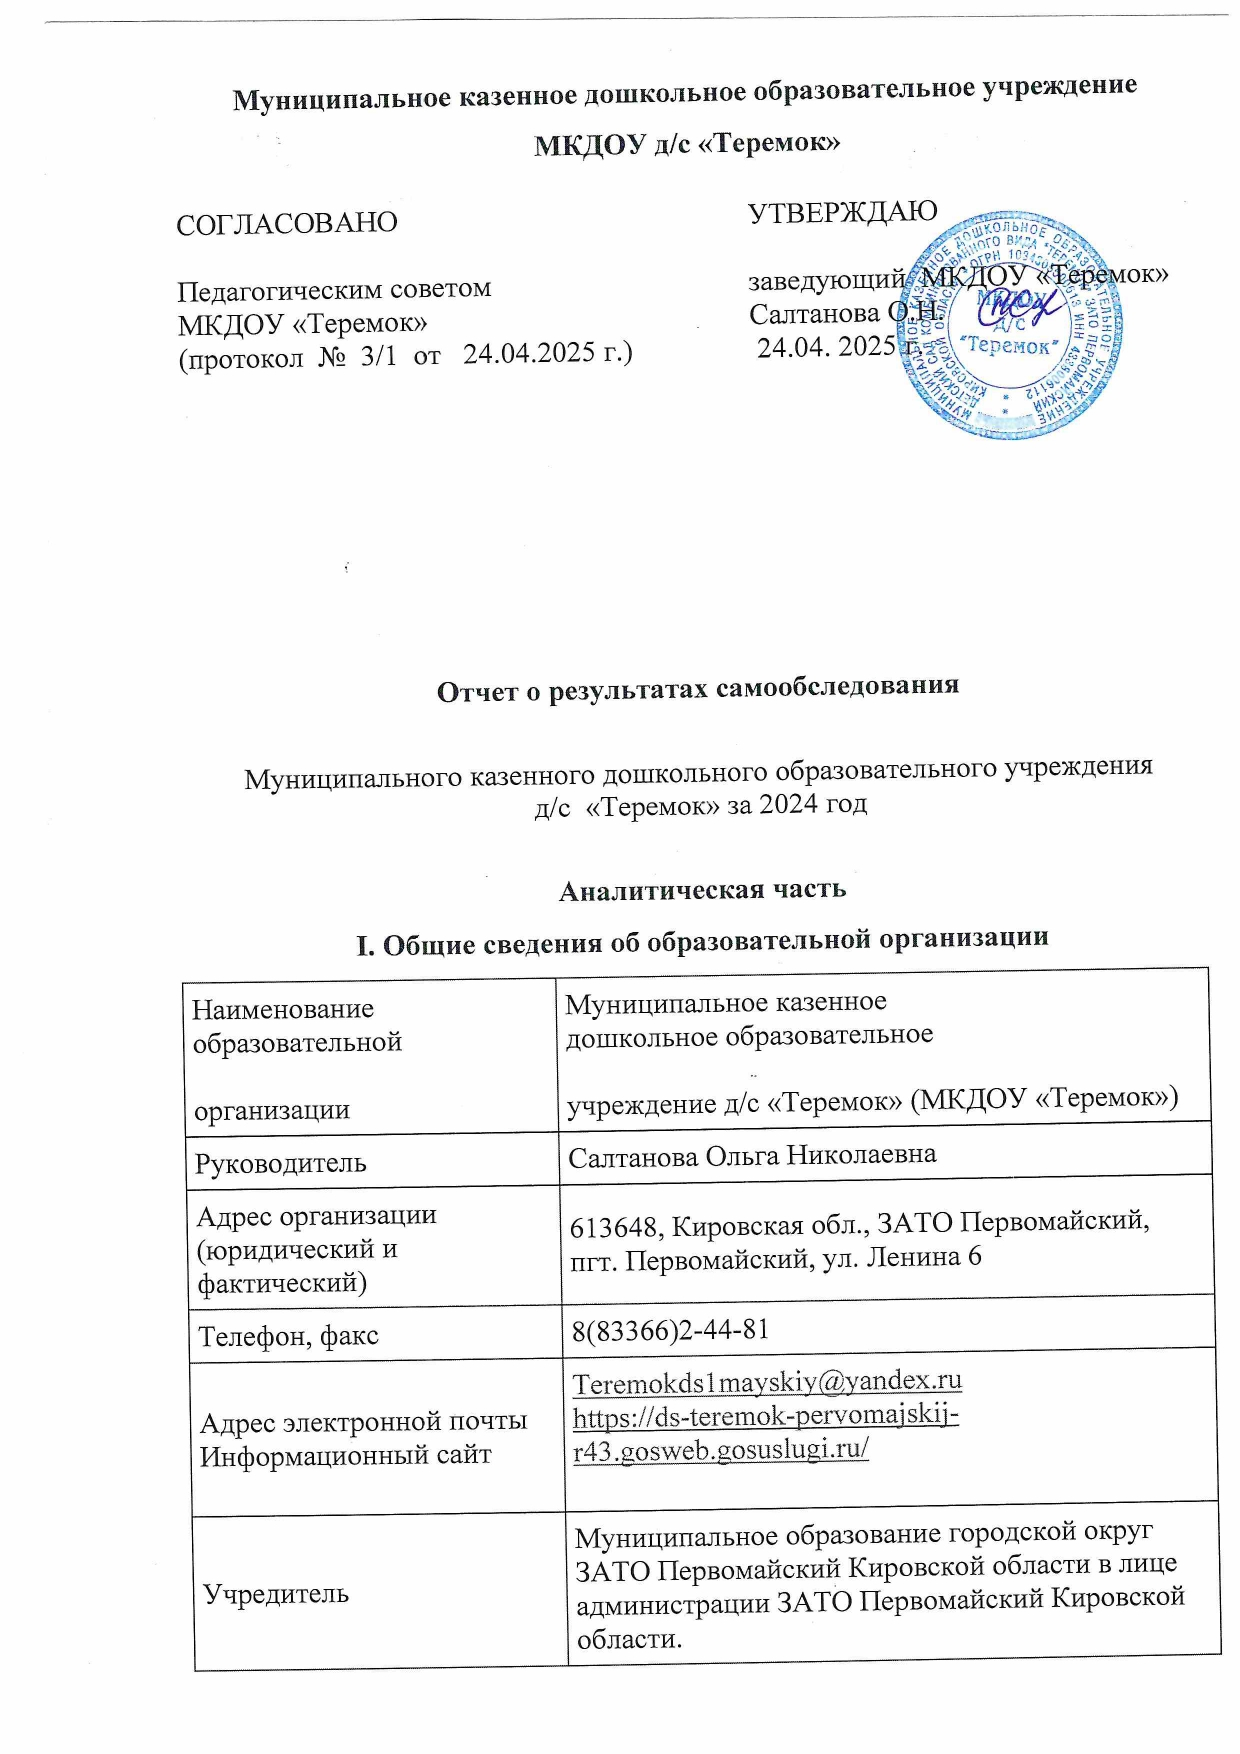 Муниципальное казенное дошкольное образовательное учреждение
МКДОУ д/с «Теремок»
СОГЛАСОВАНО
Педагогическим советом
МКДОУ «Теремок»
(протокол № 3/1 от 24.04.2025 г.)
УТВЕРЖДАЮ
заведующий МКДОУ «Теремок»
Салтанова О.Н.
24.04. 2025 г.
МКДОУ
д/с
"Теремок"
Отчет о результатах самообследования
Муниципального казенного дошкольного образовательного учреждения
д/с «Теремок» за 2024 год
Аналитическая часть
I. Общие сведения об образовательной организации
Наименование
образовательной
организации
Муниципальное казенное
дошкольное образовательное
учреждение д/с «Теремок» (МКДОУ «Теремок»)
Руководитель
Салтанова Ольга Николаевна
Адрес организации
(юридический и
фактический)
613648, Кировская обл., ЗАТО Первомайский,
пгт. Первомайский, ул. Ленина 6
Телефон, факс
8(83366)2-44-81
Адрес электронной почты
Информационный сайт
Teremokds1mayskiy@yandex.ru
https://ds-teremok-pervomajskij-
r43.gosweb.gosuslugi.ru/
Учредитель
Муниципальное образование городской округ
ЗАТО Первомайский Кировской области в лице
администрации ЗАТО Первомайский Кировской
области.